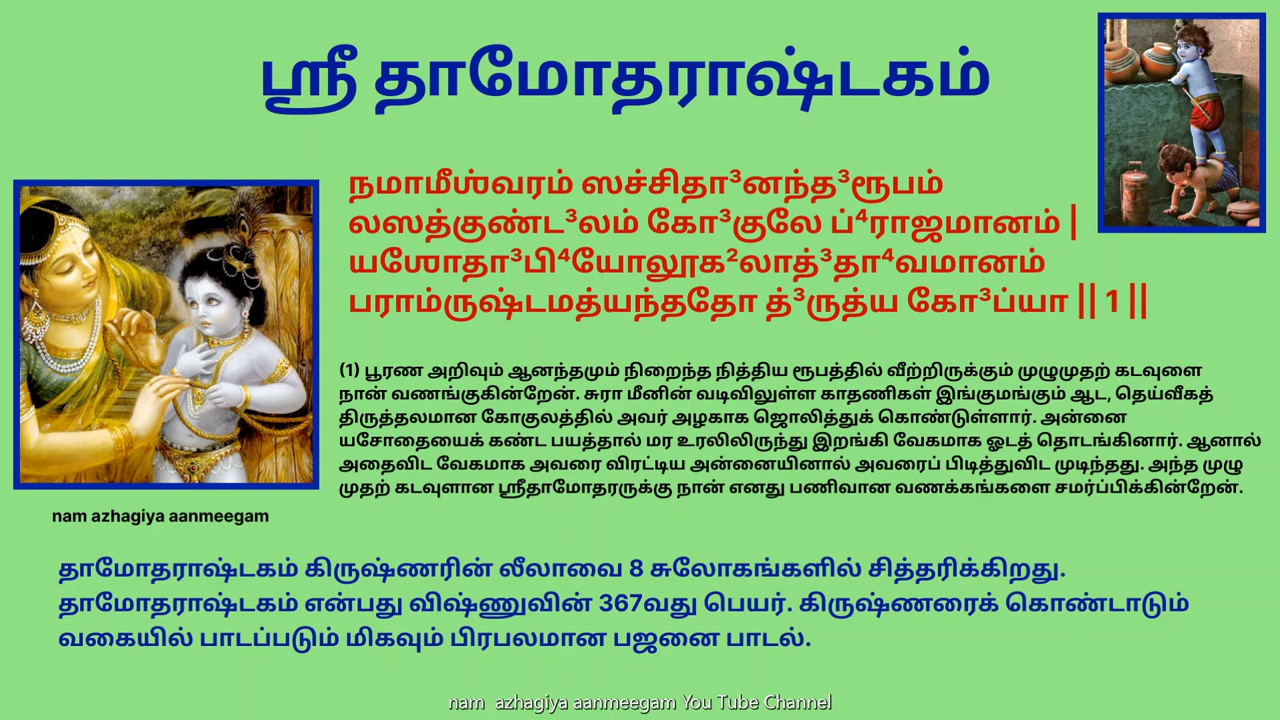 ஸ்ரீ தாமோதராஷ்டகம்
நமாமீஶ்வரம் ஸச்சிதா³னந்த³ரூபம்
லஸத்குண்ட³லம் கோ³குலே ப்⁴ராஜமானம் |
யஶோதா³பி⁴யோலூக²லாத்³தா⁴வமானம்
பராம்ருஷ்டமத்யந்ததோ த்³ருத்ய கோ³ப்யா || 1 ||
(1) பூரண அறிவும் ஆனந்தமும் நிறைந்த நித்திய ரூபத்தில் வீற்றிருக்கும் முழுமுதற் கடவுளை
நான் வணங்குகின்றேன். சுரா மீனின் வடிவிலுள்ள காதணிகள் இங்குமங்கும் ஆட, தெய்வீகத்
திருத்தலமான கோகுலத்தில் அவர் அழகாக ஜொலித்துக் கொண்டுள்ளார். அன்னை
யசோதையைக் கண்ட பயத்தால் மர உரலிலிருந்து இறங்கி வேகமாக ஓடத் தொடங்கினார். ஆனால்
அதைவிட வேகமாக அவரை விரட்டிய அன்னையினால் அவரைப் பிடித்துவிட முடிந்தது. அந்த முழு
முதற் கடவுளான ஸ்ரீதாமோதரருக்கு நான் எனது பணிவான வணக்கங்களை சமர்ப்பிக்கின்றேன்.
nam azhagiya aanmeegam
தாமோதராஷ்டகம் கிருஷ்ணரின் லீலாவை 8 சுலோகங்களில் சித்தரிக்கிறது.
தாமோதராஷ்டகம் என்பது விஷ்ணுவின் 367வது பெயர். கிருஷ்ணரைக் கொண்டாடும்
வகையில் பாடப்படும் மிகவும் பிரபலமான பஜனை பாடல்.
nam azhagiya aanmeegam You Tube Channel